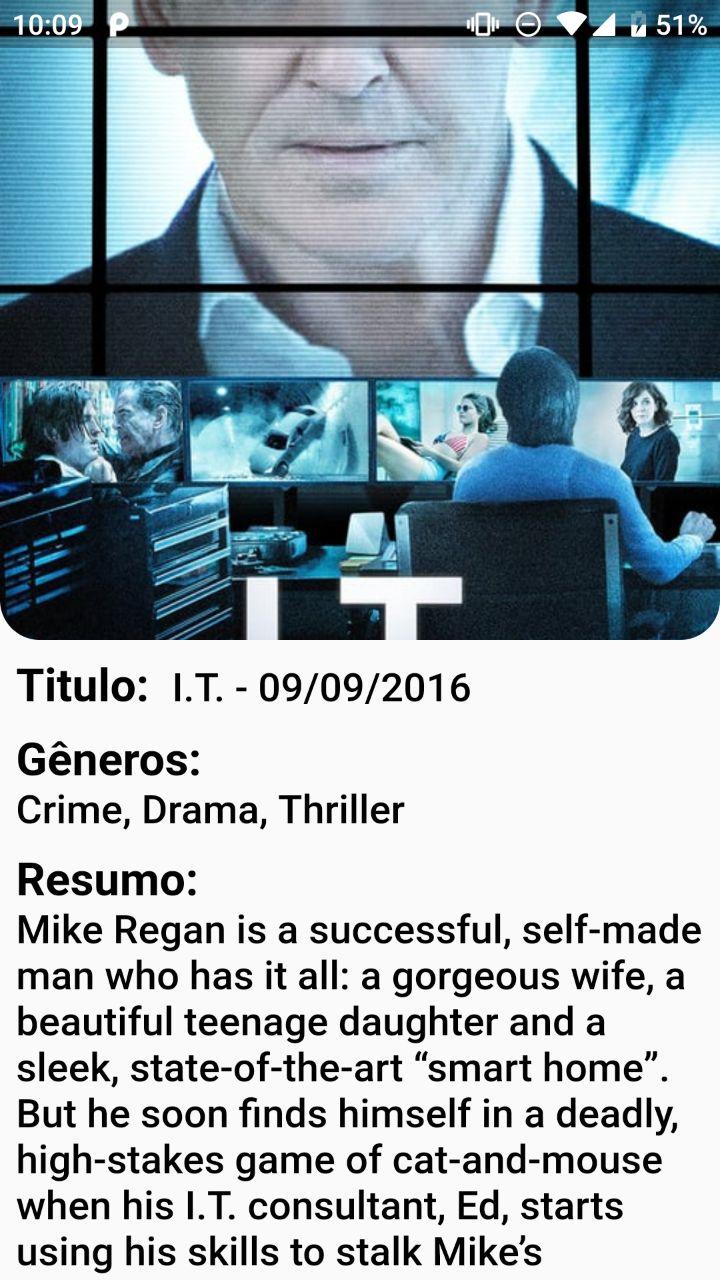 10:09
51%
I.T.
Titulo: I.T. - 09/09/2016
Gêneros:
Crime, Drama, Thriller
Resumo:
Mike Regan is a successful, self-made
man who has it all: a gorgeous wife, a
beautiful teenage daughter and a
sleek, state-of-the-art “smart home”.
But he soon finds himself in a deadly,
high-stakes game of cat-and-mouse
when his I.T. consultant, Ed, starts
using his skills to stalk Mike’s